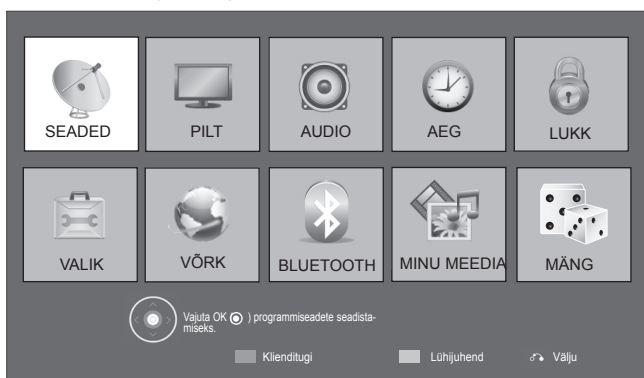 SEADED PILT AUDIO AEG LUKK
VALIK VÕRK BLUETOOTH MINU MEEDIA MÄNG
Vajuta OK ) programmiseadete seadista-
miseks.
Klienditugi Lühijuhend Välju